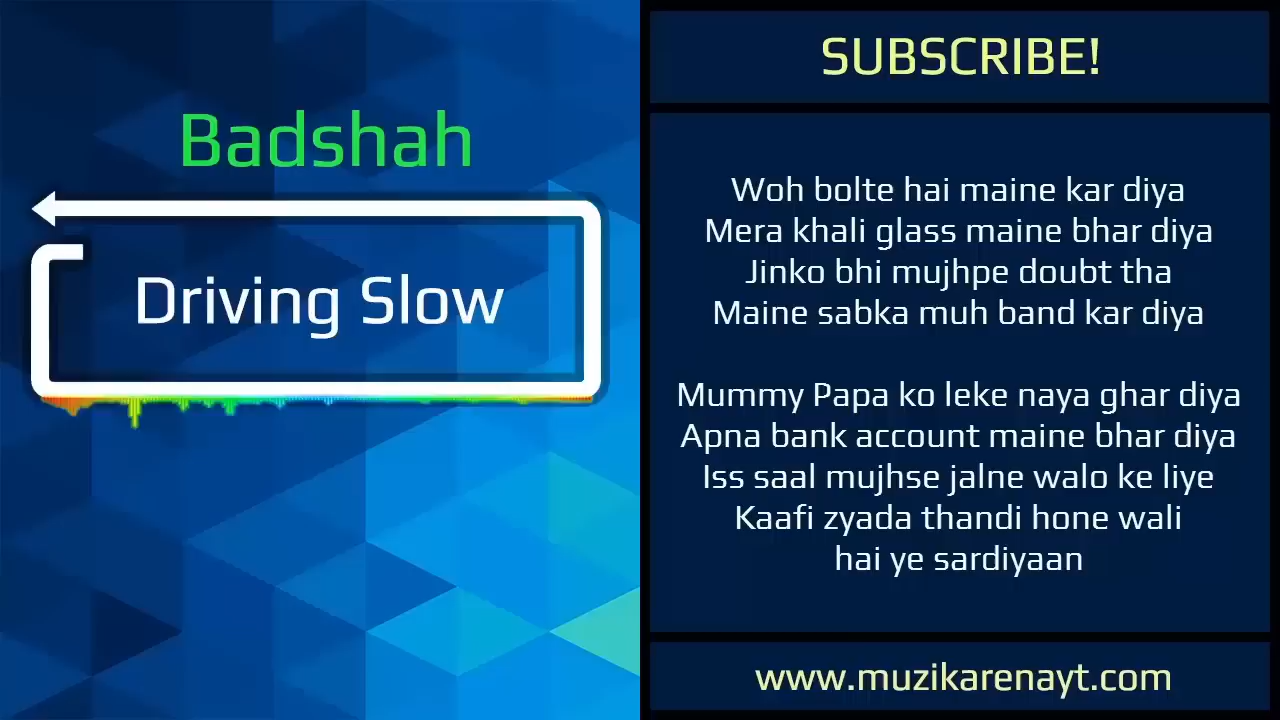 Badshah
Driving Slow
SUBSCRIBE!
Woh bolte hai maine kar diya
Mera khali glass maine bhar diya
Jinko bhi mujhpe doubt tha
Maine sabka muh band kar diya
Mummy Papa ko leke naya ghar diya
Apna bank account maine bhar diya
Iss saal mujhse jalne walo ke liye
Kaafi zyada thandi hone wali
hai ye sardiyaan
www.muzikarenayt.com